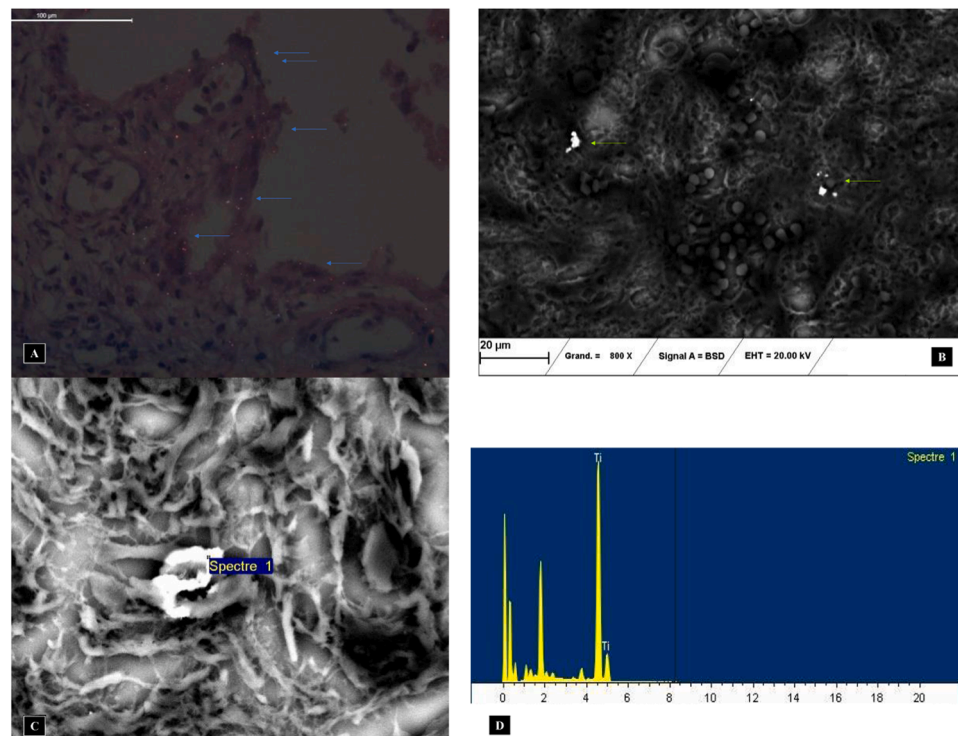 100 µm
A
20 µm
Grand. = 800 X
Signal A = BSD
EHT = 20.00 kV
B
Spectre 1
C
Spectre 1
Ti
Ti
0 2 4 6 8 10 12 14 16 18 20
D